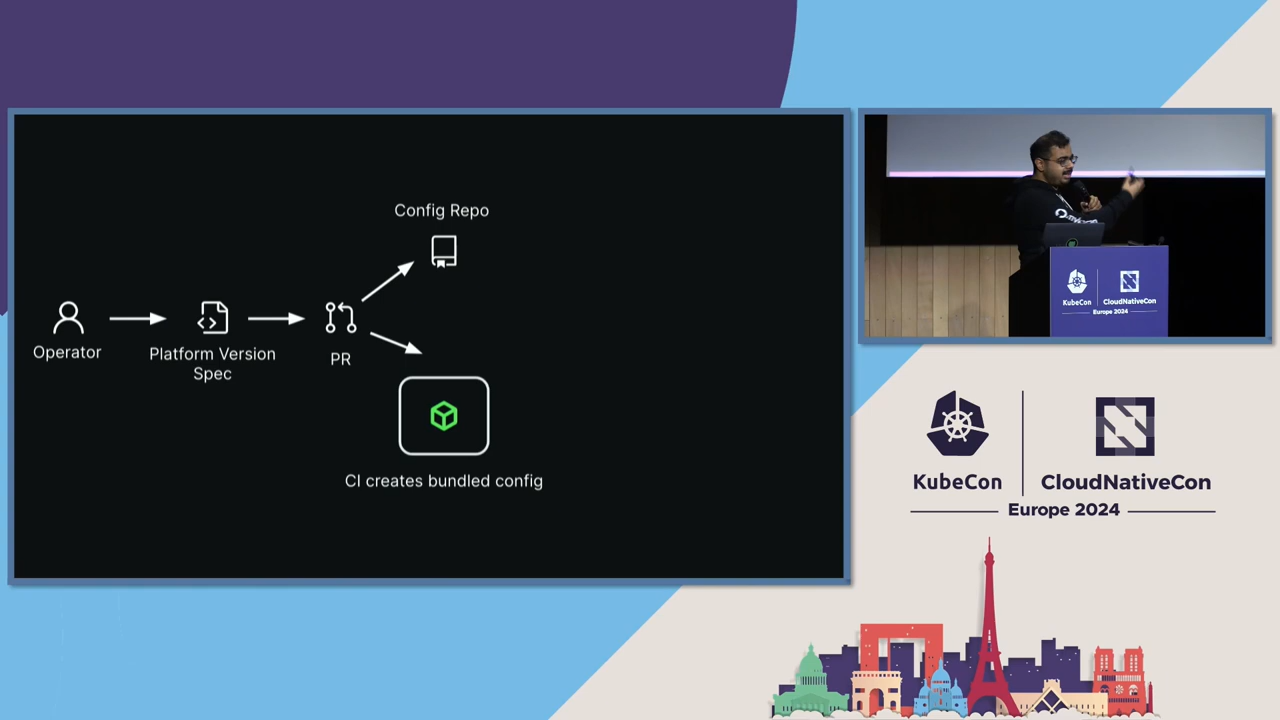 Config Repo
Operator
Platform Version
Spec
PR
CI creates bundled config
KubeCon
CloudNativeCon
Europe 2024
KubeCon
CloudNativeCon
Europe 2024